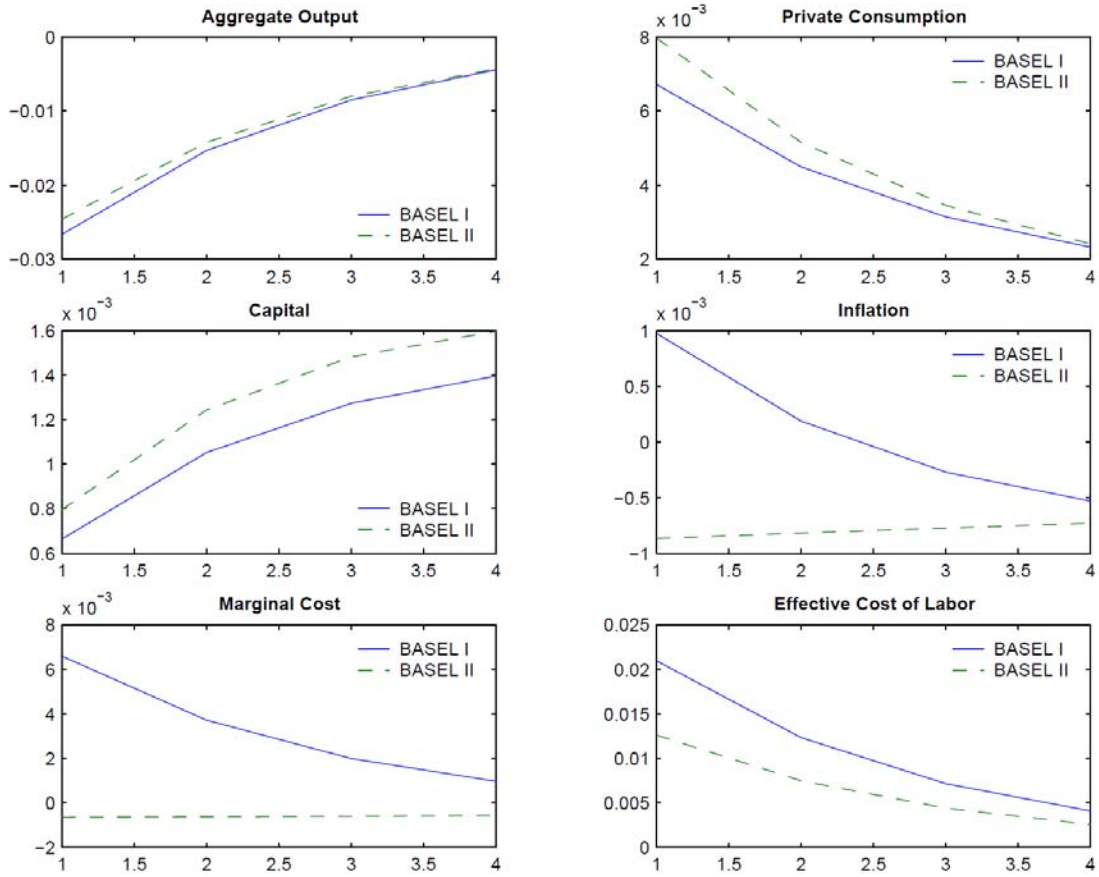 Aggregate Output
0
−0.01
−0.02
−0.03
BASEL I
BASEL II
1 1.5 2 2.5 3 3.5 4
Private Consumption
x 10−3
8
6
4
2
BASEL I
BASEL II
1 1.5 2 2.5 3 3.5 4
Capital
x 10−3
1.6
1.4
1.2
1
0.8
0.6
BASEL I
BASEL II
1 1.5 2 2.5 3 3.5 4
Inflation
x 10−3
1
0.5
0
−0.5
−1
BASEL I
BASEL II
1 1.5 2 2.5 3 3.5 4
Marginal Cost
x 10−3
8
6
4
2
0
−2
BASEL I
BASEL II
1 1.5 2 2.5 3 3.5 4
Effective Cost of Labor
0.025
0.02
0.015
0.01
0.005
0
BASEL I
BASEL II
1 1.5 2 2.5 3 3.5 4